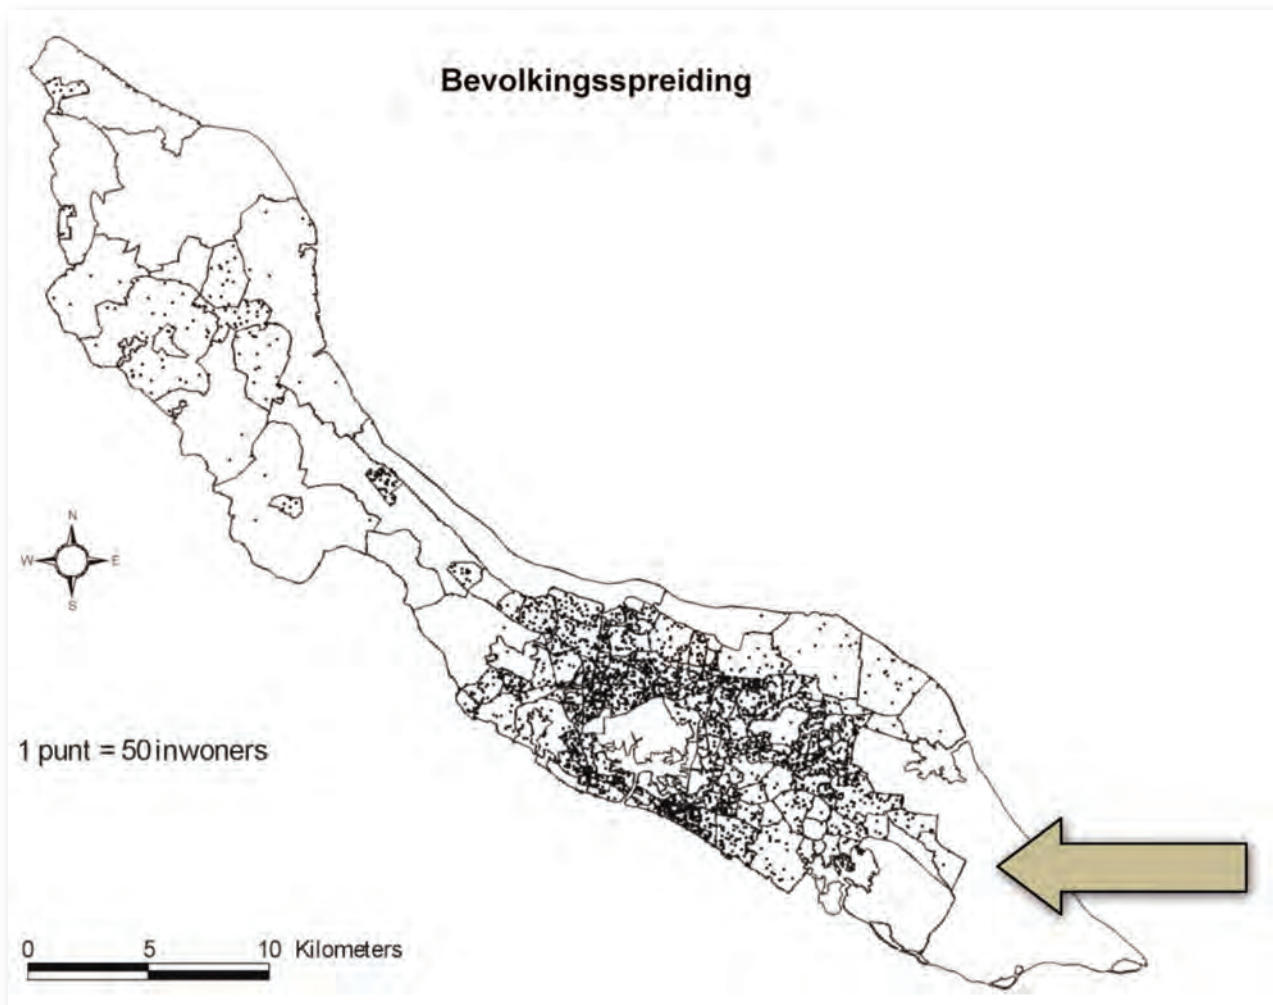 Bevolkingsspreiding
N
W E
S
1 punt = 50 inwoners
0 5 10 Kilometers